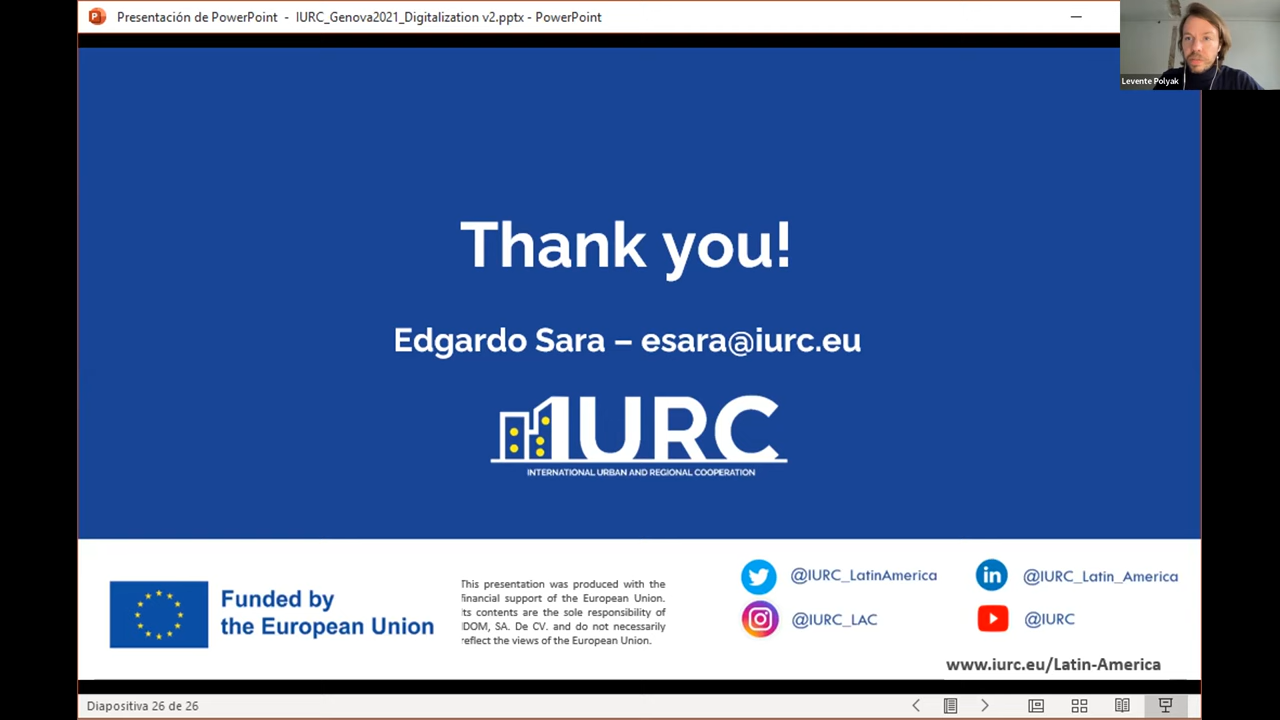 Presentación de PowerPoint - IURC_Genova2021_Digitalization v2.pptx - PowerPoint
Levente Polyak
Thank you!
Edgardo Sara – esara@iurc.eu
IURC
INTERNATIONAL URBAN AND REGIONAL COOPERATION
Funded by
the European Union
This presentation was produced with the
financial support of the European Union.
Its contents are the sole responsibility of
IDOM, SA. De CV. and do not necessarily
reflect the views of the European Union.
@IURC_LatinAmerica
@IURC_Latin_America
@IURC_LAC
@IURC
www.iurc.eu/Latin-America
Diapositiva 26 de 26